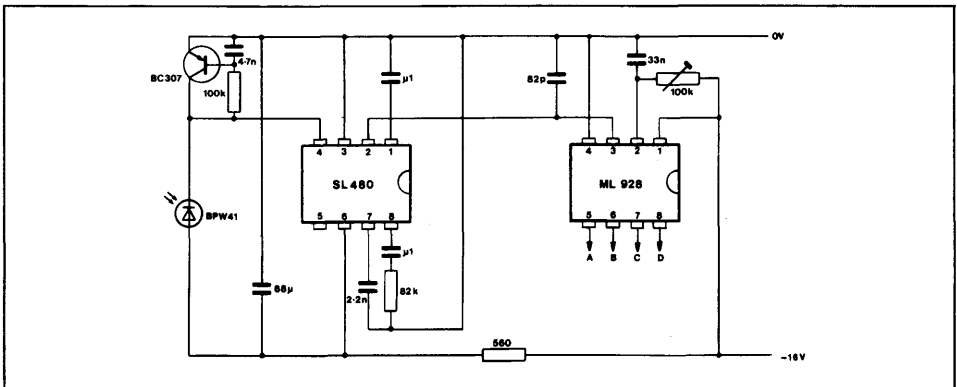 0V
BC307
4·7n
100k
μ1
82p
33n
100k
4 3 2 1
SL 480
5 6 7 8
4 3 2 1
ML 928
5 6 7 8
A B C D
BPW41
68μ
2·2n
μ1
82k
560
-16V